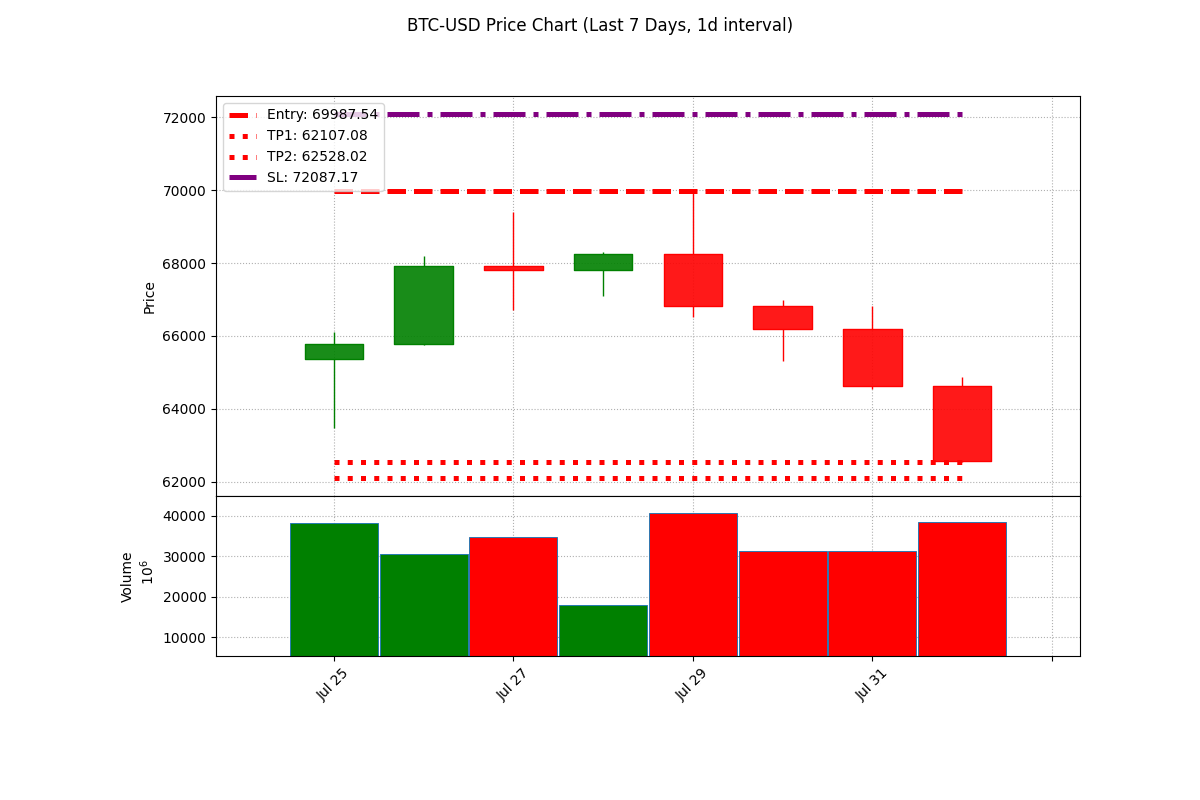 BTC-USD Price Chart (Last 7 Days, 1d interval)
Entry: 69987.54
TP1: 62107.08
TP2: 62528.02
SL: 72087.17
Price
72000
70000
68000
66000
64000
62000
Volume
10⁶
40000
30000
20000
10000
Jul 25
Jul 27
Jul 29
Jul 31